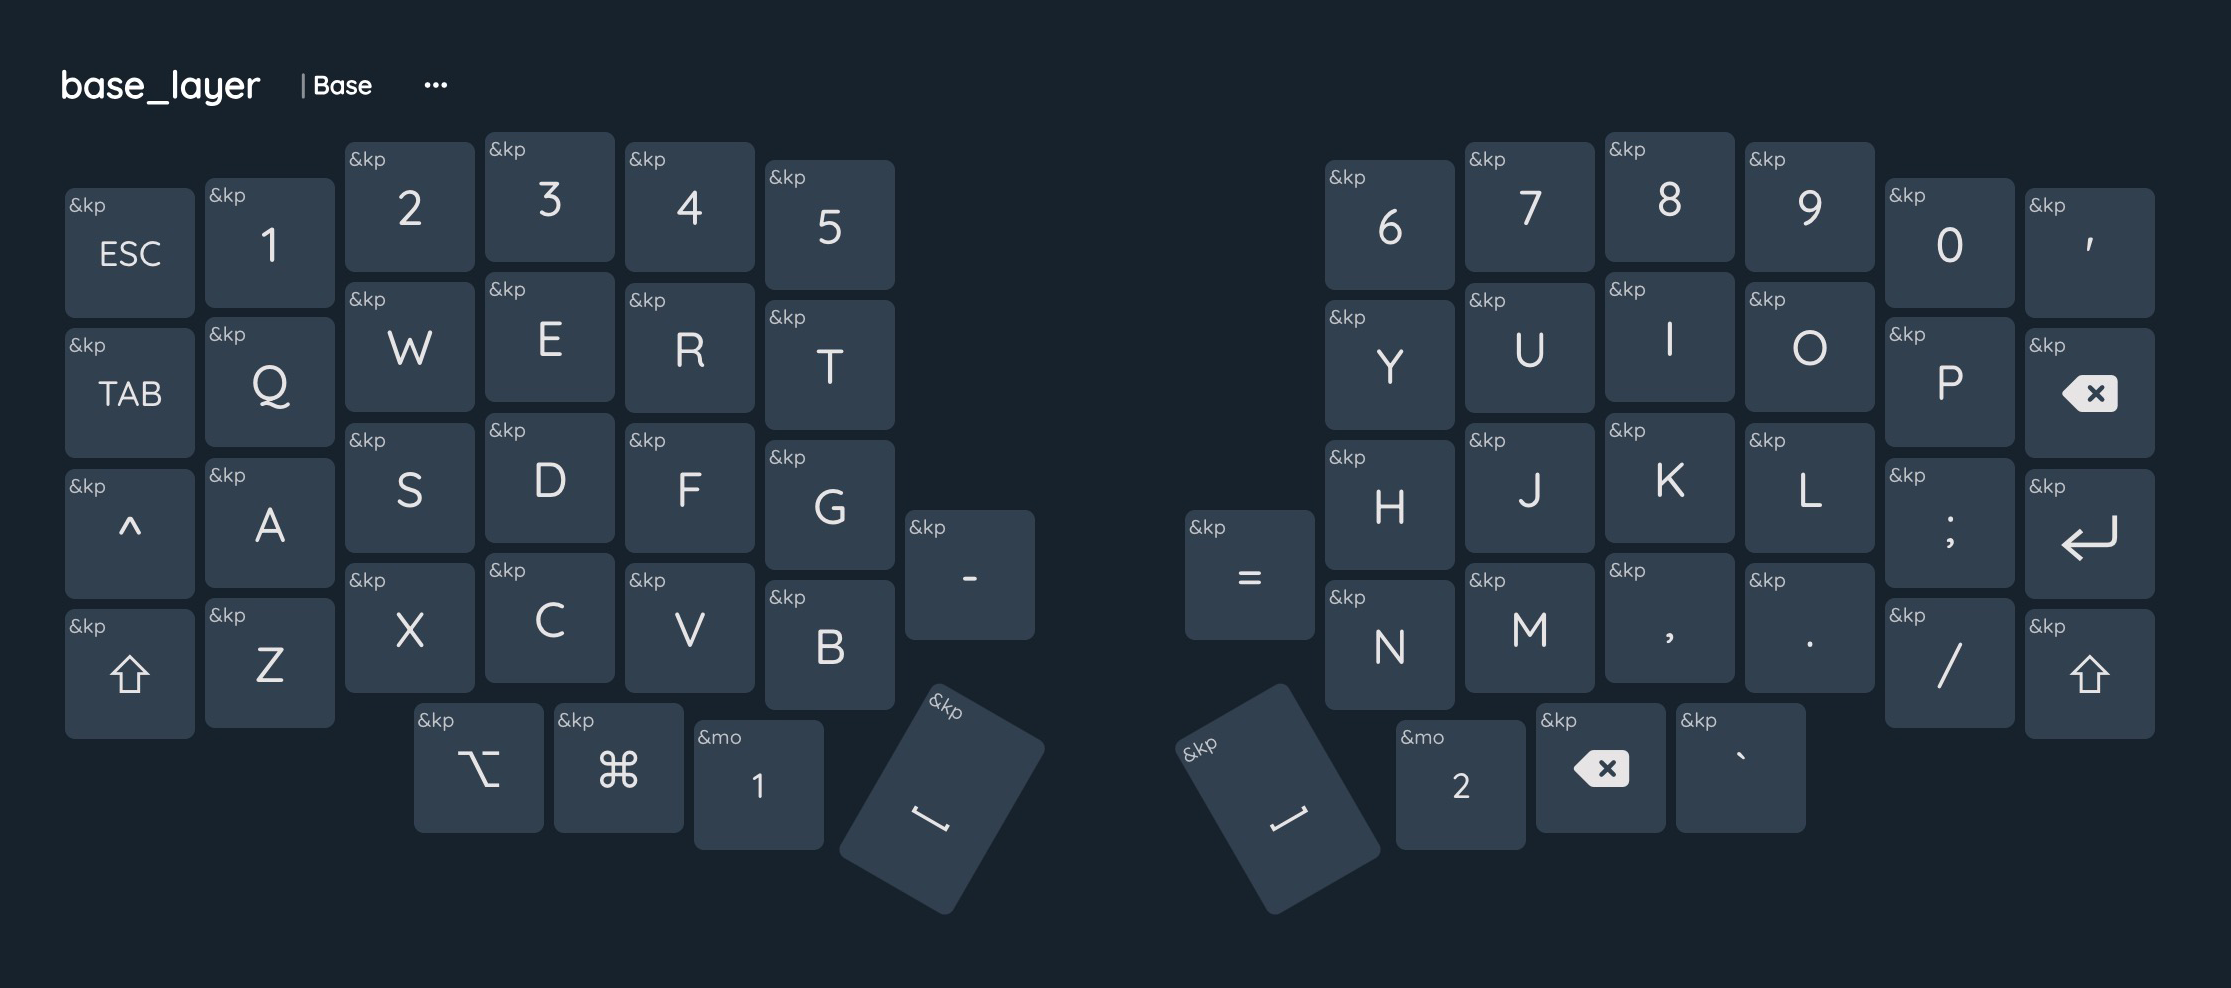 base_layer | Base ...
&kp ESC &kp 1 &kp 2 &kp 3 &kp 4 &kp 5 &kp 6 &kp 7 &kp 8 &kp 9 &kp 0 &kp '
&kp TAB &kp Q &kp W &kp E &kp R &kp T &kp Y &kp U &kp I &kp O &kp P &kp ⌫
&kp ^ &kp A &kp S &kp D &kp F &kp G &kp H &kp J &kp K &kp L &kp ; &kp ↵
&kp ⇧ &kp Z &kp X &kp C &kp V &kp B &kp - &kp = &kp N &kp M &kp , &kp . &kp / &kp ⇧
&kp ⌥ &kp ⌘ &mo 1 &kp ⎵ &kp ⎵ &mo 2 &kp ⌫ &kp `